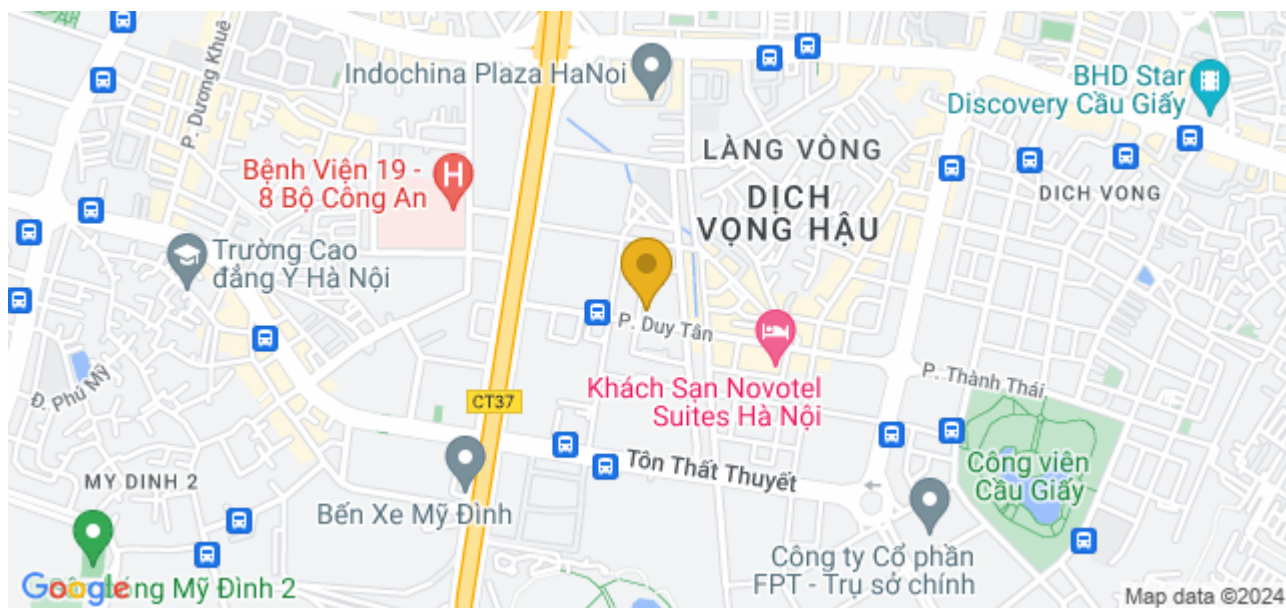 Indochina Plaza HaNoi
BHD Star
Discovery Cầu Giấy
P. Dương Khuê
LÀNG VÒNG
Bệnh Viện 19 -
8 Bộ Công An
H
DỊCH
VỌNG HẬU
DICH VONG
Trường Cao
đẳng Y Hà Nội
P. Duy Tân
P. Thành Thái
Khách Sạn Novotel
Suites Hà Nội
Đ. Phú Mỹ
CT37
Tôn Thất Thuyết
Công viên
Cầu Giấy
MY DINH 2
Bến Xe Mỹ Đình
Công ty Cổ phần
FPT - Trụ sở chính
Google
ng Mỹ Đình 2
Map data ©2024